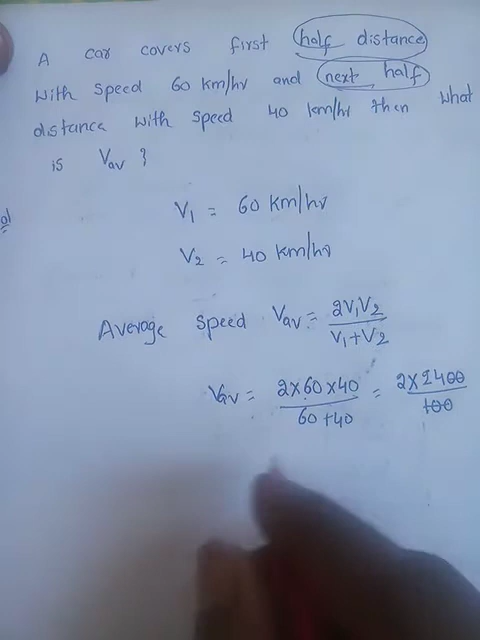 A car covers first half distance
with speed 60 km/hr and next half
distance with speed 40 km/hr then what
is Vav ?
V1 = 60 km/hr
V2 = 40 km/hr
Average speed Vav = 2V1V2 / V1+V2
Vav = 2×60×40 / 60+40 = 2×2400 / 100